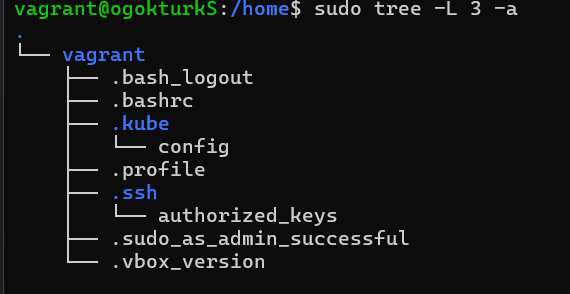 vagrant@ogokturkS:/home$ sudo tree -L 3 -a
.
└── vagrant
    ├── .bash_logout
    ├── .bashrc
    ├── .kube
    │   └── config
    ├── .profile
    ├── .ssh
    │   └── authorized_keys
    ├── .sudo_as_admin_successful
    └── .vbox_version